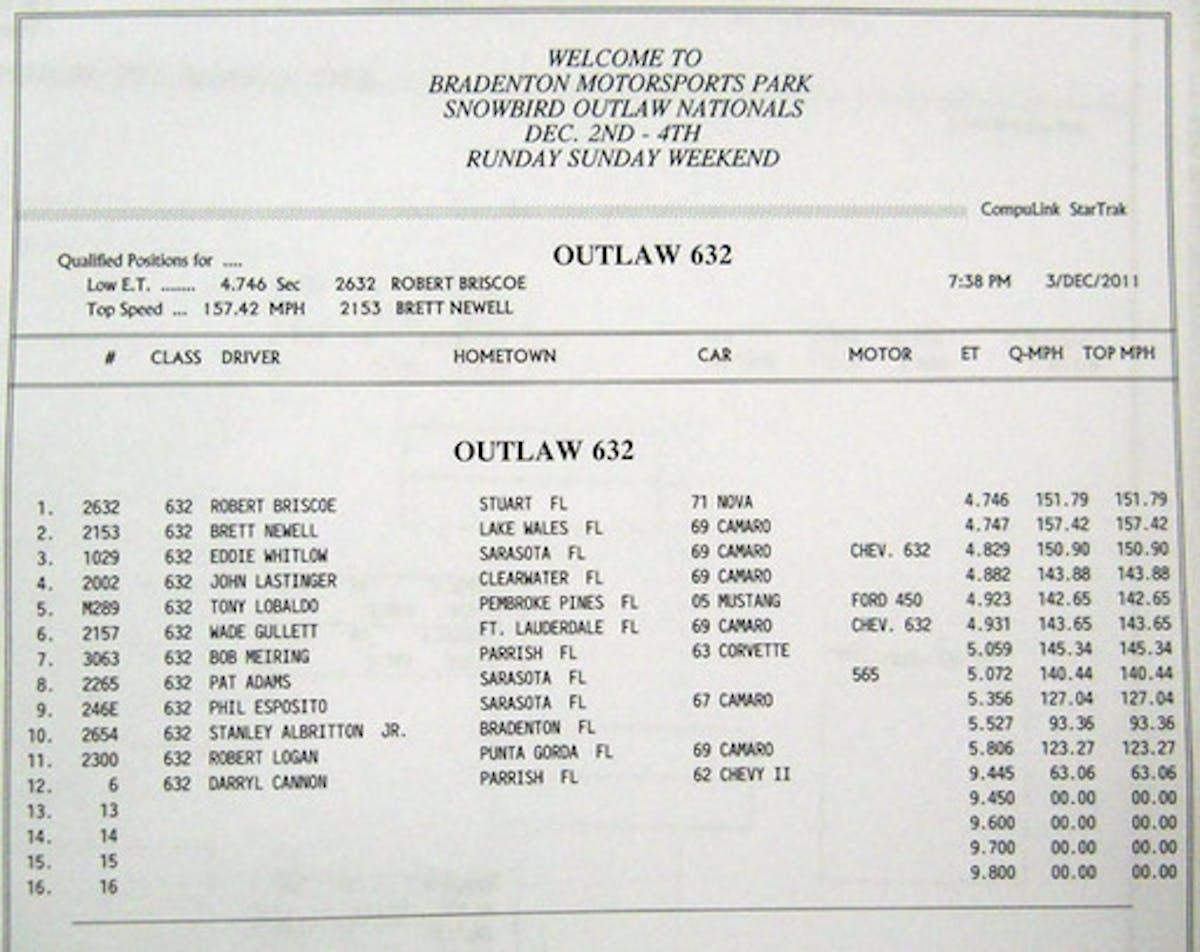 WELCOME TO
BRADENTON MOTORSPORTS PARK
SNOWBIRD OUTLAW NATIONALS
DEC. 2ND - 4TH
RUNDAY SUNDAY WEEKEND
CompuLink StarTrak
Qualified Positions for .... OUTLAW 632
Low E.T. ....... 4.746 Sec 2632 ROBERT BRISCOE 7:38 PM 3/DEC/2011
Top Speed ... 157.42 MPH 2153 BRETT NEWELL
# CLASS DRIVER HOMETOWN CAR MOTOR ET Q-MPH TOP MPH
OUTLAW 632
1. 2632 632 ROBERT BRISCOE STUART FL 71 NOVA 4.746 151.79 151.79
2. 2153 632 BRETT NEWELL LAKE WALES FL 69 CAMARO 4.747 157.42 157.42
3. 1029 632 EDDIE WHITLOW SARASOTA FL 69 CAMARO CHEV. 632 4.829 150.90 150.90
4. 2002 632 JOHN LASTINGER CLEARWATER FL 69 CAMARO 4.882 143.88 143.88
5. M289 632 TONY LOBALDO PEMBROKE PINES FL 05 MUSTANG FORD 450 4.923 142.65 142.65
6. 2157 632 WADE GULLETT FT. LAUDERDALE FL 69 CAMARO CHEV. 632 4.931 143.65 143.65
7. 3063 632 BOB MEIRING PARRISH FL 63 CORVETTE 5.059 145.34 145.34
8. 2265 632 PAT ADAMS SARASOTA FL 565 5.072 140.44 140.44
9. 246E 632 PHIL ESPOSITO SARASOTA FL 67 CAMARO 5.356 127.04 127.04
10. 2654 632 STANLEY ALBRITTON JR. BRADENTON FL 5.527 93.36 93.36
11. 2300 632 ROBERT LOGAN PUNTA GORDA FL 69 CAMARO 5.806 123.27 123.27
12. 6 632 DARRYL CANNON PARRISH FL 62 CHEVY II 9.445 63.06 63.06
13. 13 9.450 00.00 00.00
14. 14 9.600 00.00 00.00
15. 15 9.700 00.00 00.00
16. 16 9.800 00.00 00.00